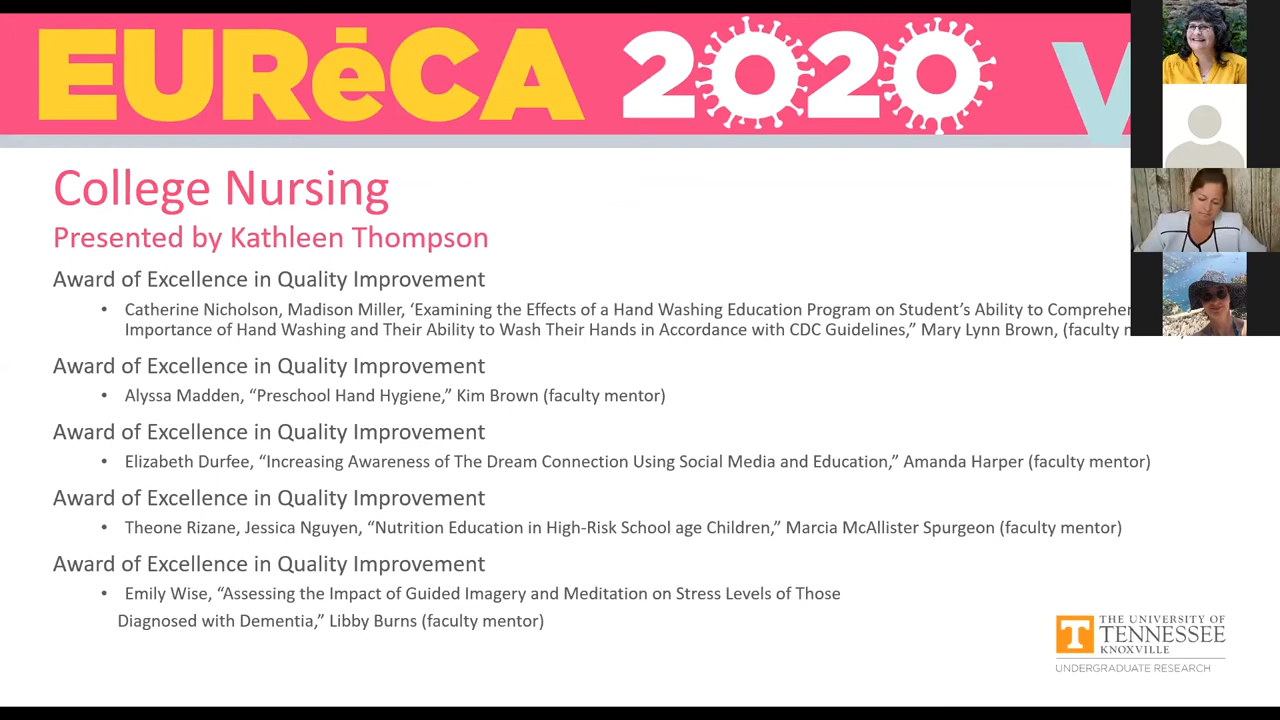 EURēCA 2020 V
College Nursing
Presented by Kathleen Thompson
Award of Excellence in Quality Improvement
• Catherine Nicholson, Madison Miller, ‘Examining the Effects of a Hand Washing Education Program on Student’s Ability to
Importance of Hand Washing and Their Ability to Wash Their Hands in Accordance with CDC Guidelines,” Mary Lynn Brown, (faculty
Award of Excellence in Quality Improvement
• Alyssa Madden, “Preschool Hand Hygiene,” Kim Brown (faculty mentor)
Award of Excellence in Quality Improvement
• Elizabeth Durfee, “Increasing Awareness of The Dream Connection Using Social Media and Education,” Amanda Harper (faculty mentor)
Award of Excellence in Quality Improvement
• Theone Rizane, Jessica Nguyen, “Nutrition Education in High-Risk School age Children,” Marcia McAllister Spurgeon (faculty mentor)
Award of Excellence in Quality Improvement
• Emily Wise, “Assessing the Impact of Guided Imagery and Meditation on Stress Levels of Those
Diagnosed with Dementia,” Libby Burns (faculty mentor)
T THE UNIVERSITY OF
TENNESSEE
KNOXVILLE
UNDERGRADUATE RESEARCH